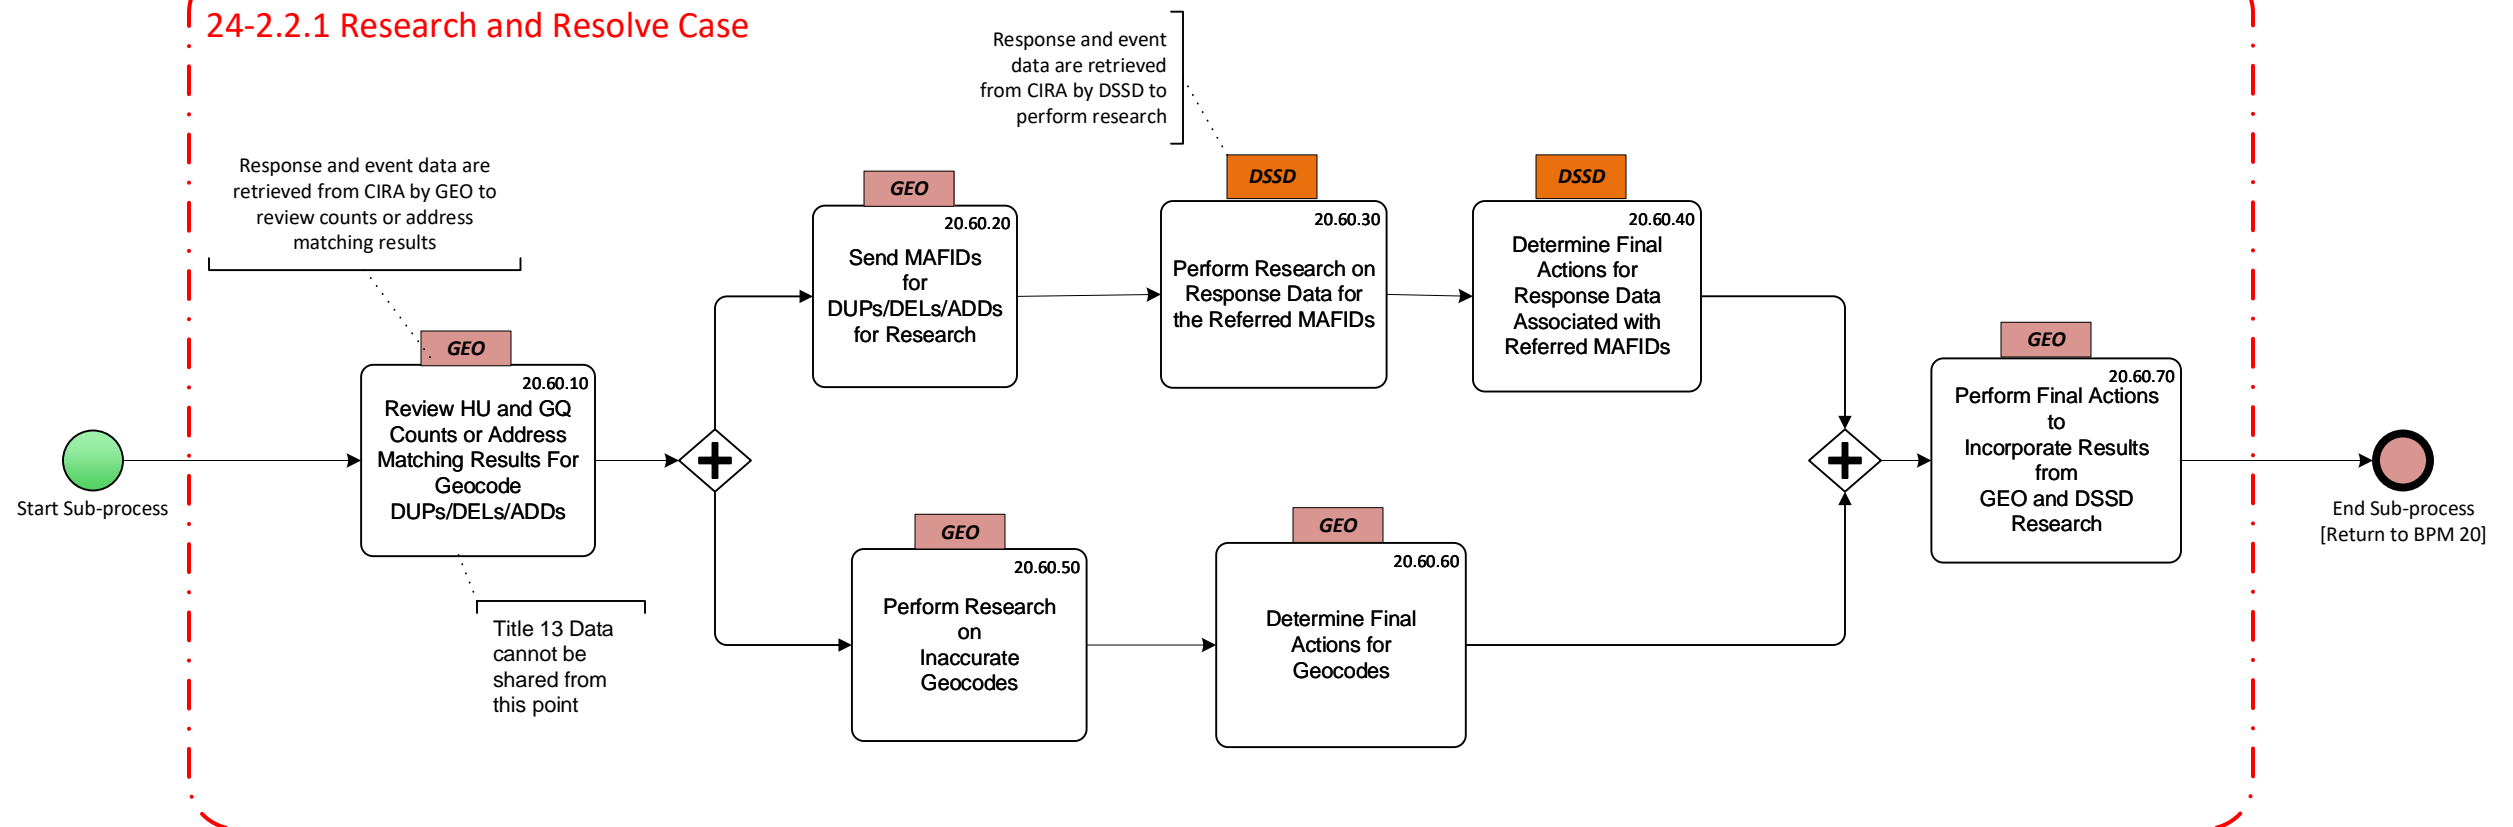 24-2.2.1 Research and Resolve Case
Response and event
data are retrieved
from CIRA by DSSD to
perform research
Response and event data are
retrieved from CIRA by GEO to
review counts or address
matching results
GEO
20.60.10
Review HU and GQ
Counts or Address
Matching Results For
Geocode
DUPs/DELs/ADDs
Start Sub-process
Title 13 Data
cannot be
shared from
this point
GEO
20.60.20
Send MAFIDs
for
DUPs/DELs/ADDs
for Research
DSSD
20.60.30
Perform Research on
Response Data for
the Referred MAFIDs
DSSD
20.60.40
Determine Final
Actions for
Response Data
Associated with
Referred MAFIDs
GEO
20.60.50
Perform Research
on
Inaccurate
Geocodes
GEO
20.60.60
Determine Final
Actions for
Geocodes
GEO
20.60.70
Perform Final Actions
to
Incorporate Results
from
GEO and DSSD
Research
End Sub-process
[Return to BPM 20]